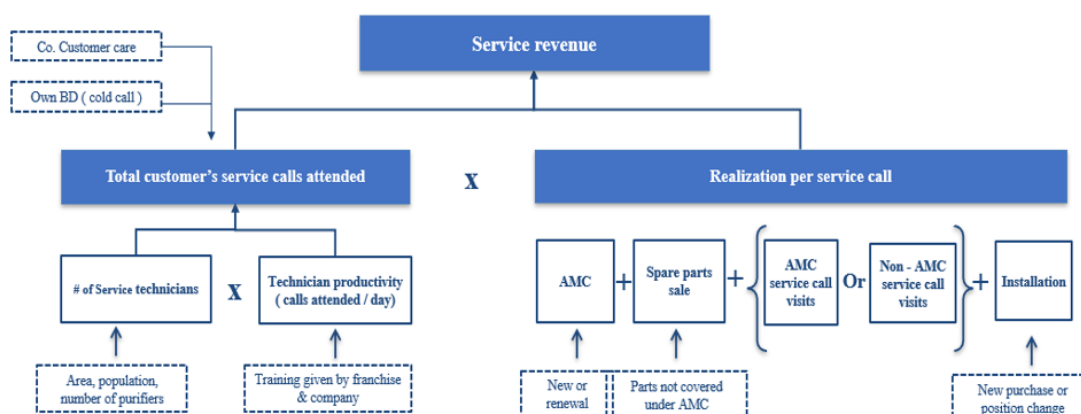 Co. Customer care
Service revenue
Own BD ( cold call )
Total customer's service calls attended
x
Realization per service call
# of Service technicians
x
Technician productivity
( calls attended / day)
AMC
+
Spare parts
sale
+
AMC
service call
visits
Or
Non - AMC
service call
visits
+
Installation
Area, population,
number of purifiers
Training given by franchise
& company
New or
renewal
Parts not covered
under AMC
New purchase or
position change